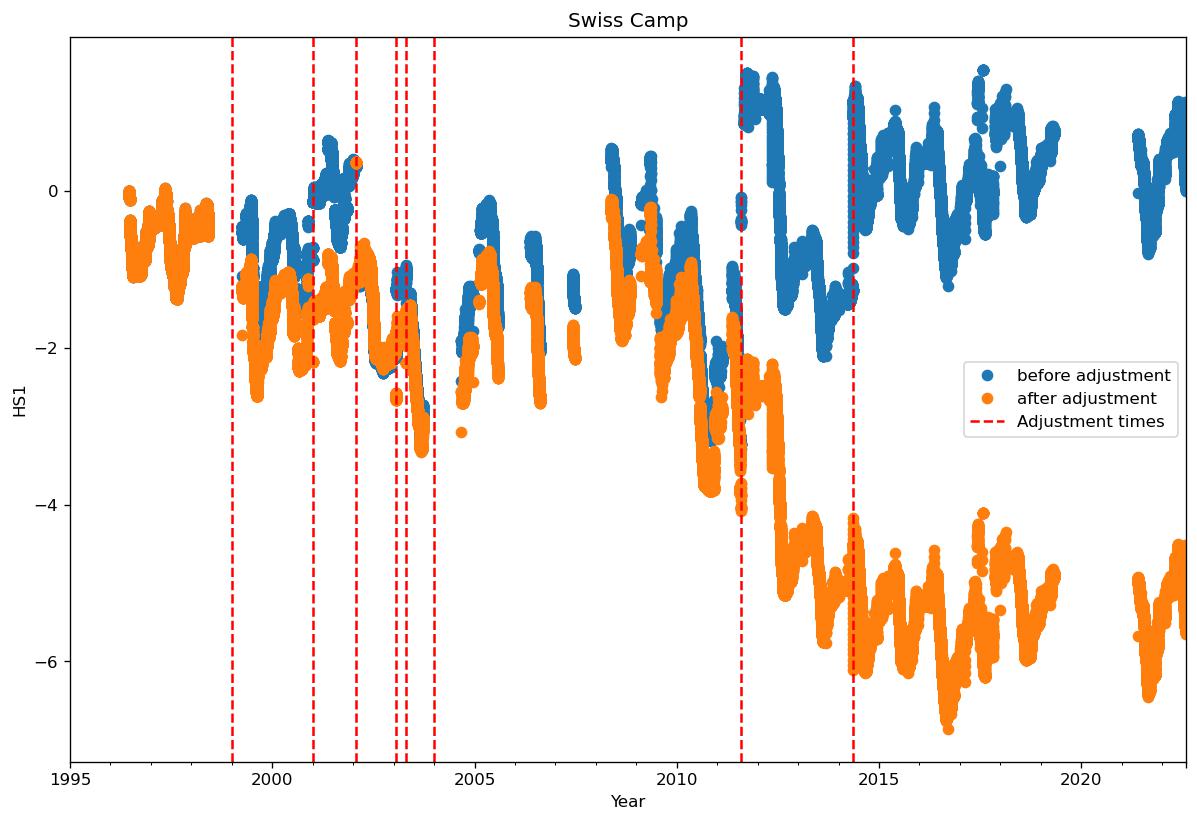 Swiss Camp
HS1
0
−2
−4
−6
before adjustment
after adjustment
Adjustment times
1995 2000 2005 2010 2015 2020
Year